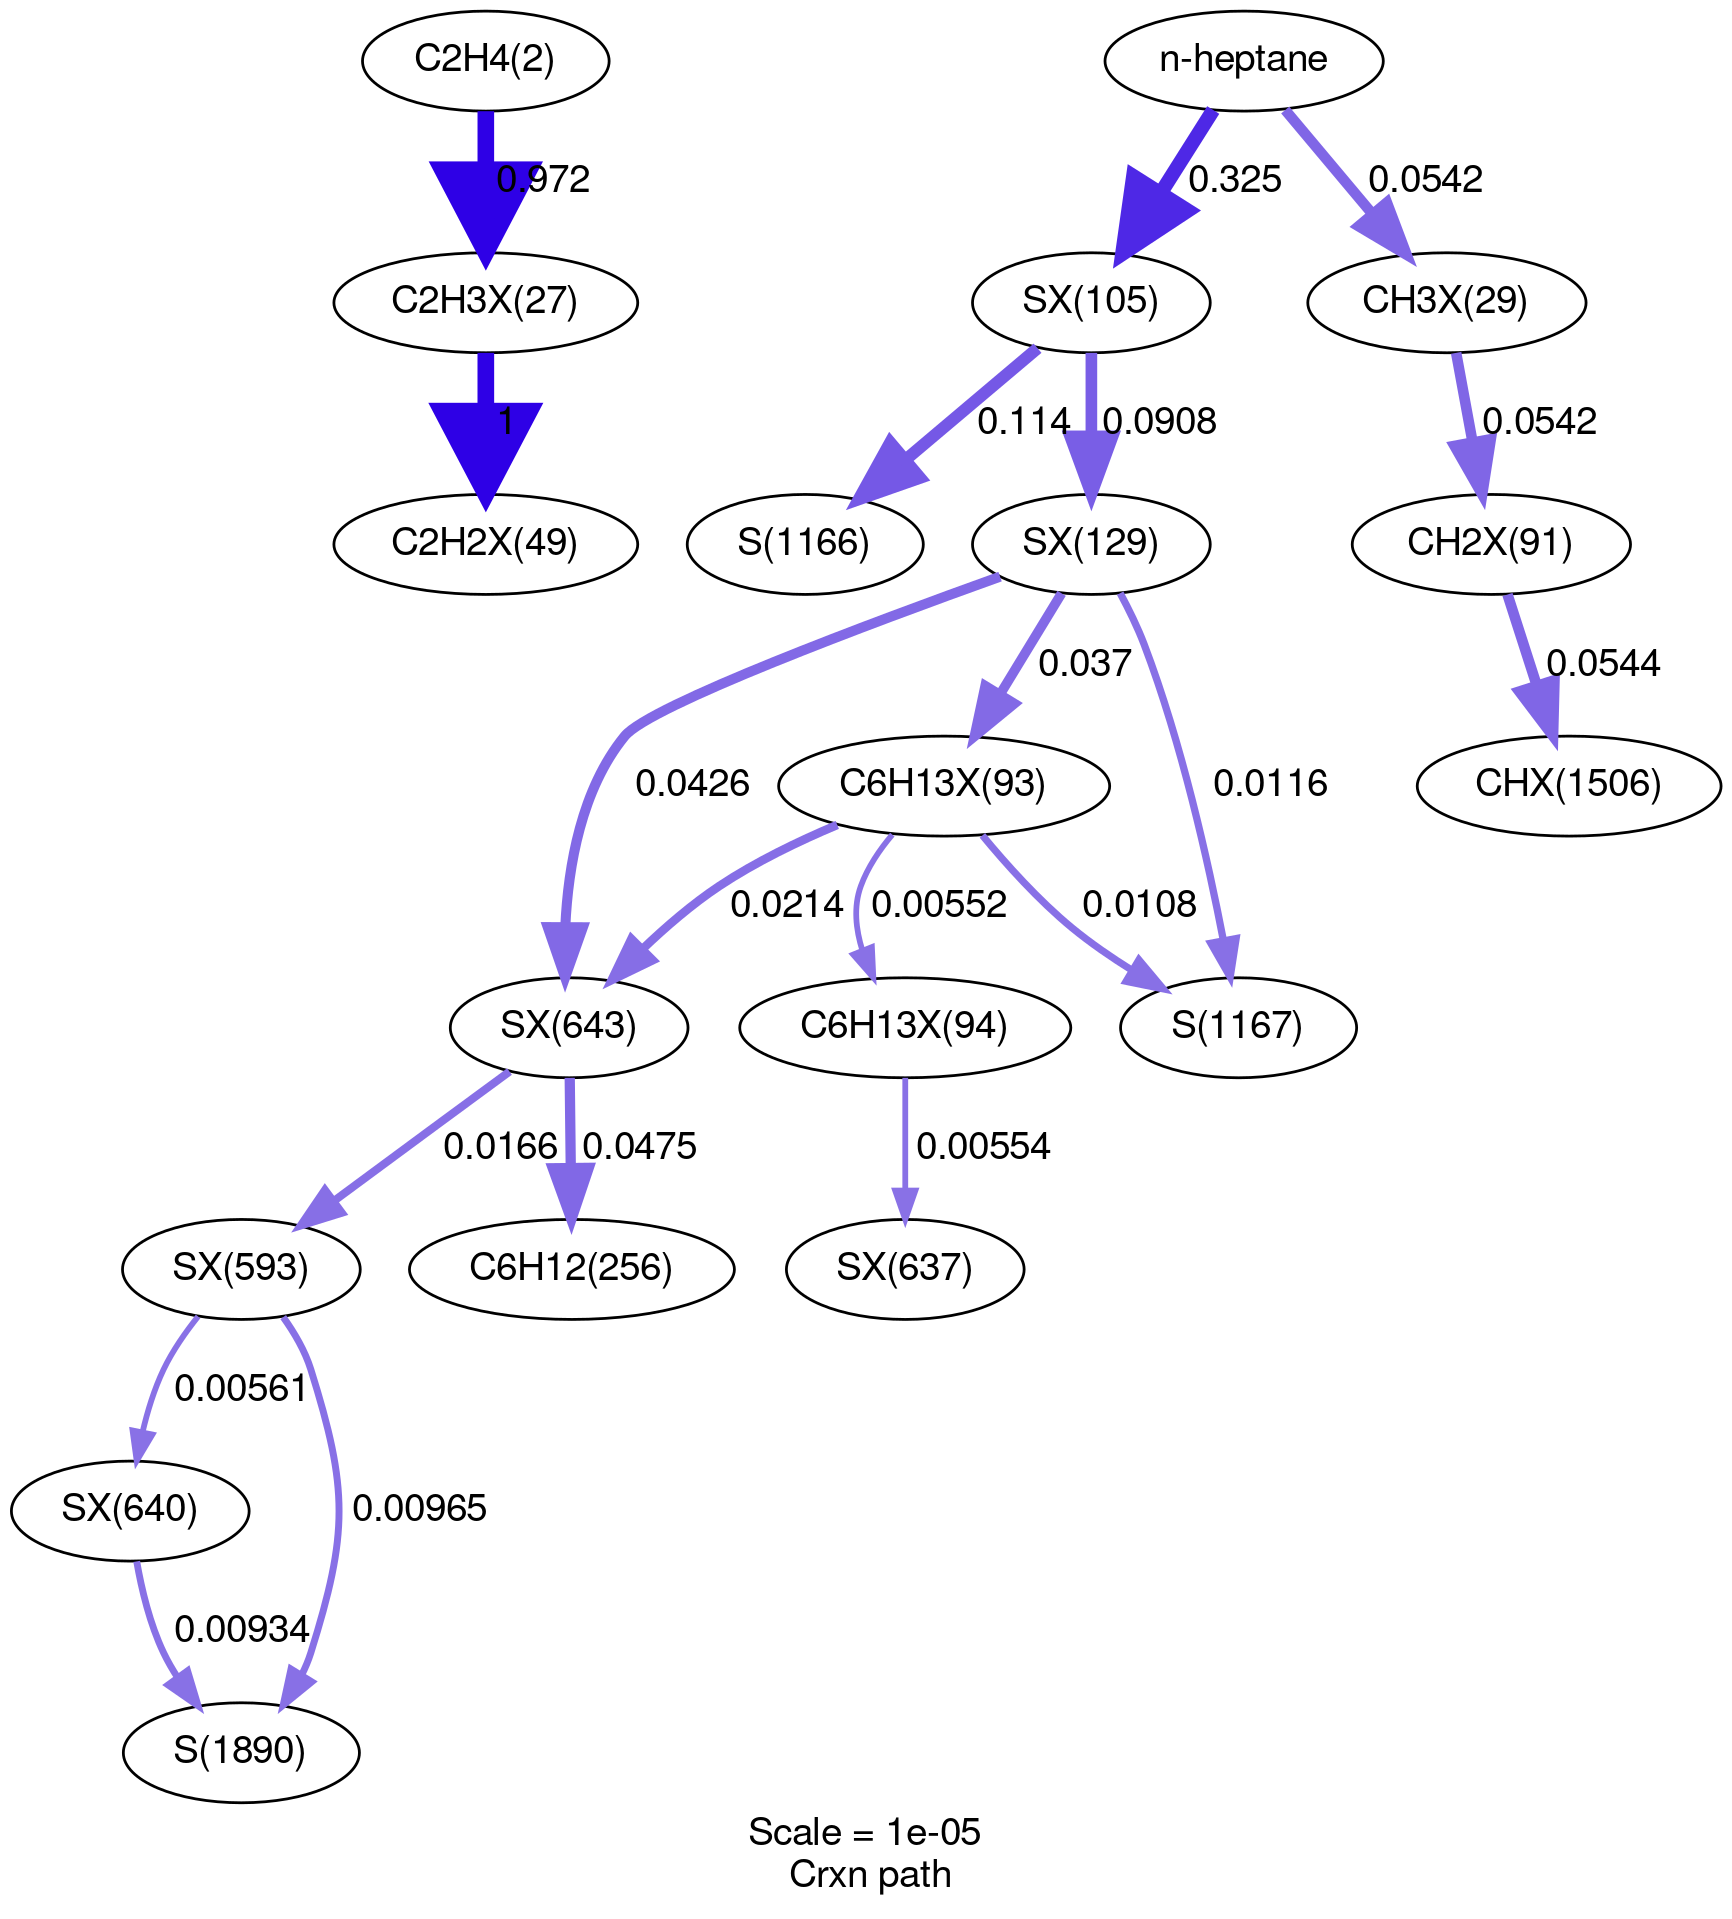 C2H4(2)
n-heptane
0.972
0.325
0.0542
C2H3X(27)
SX(105)
CH3X(29)
1
0.114
0.0908
0.0542
C2H2X(49)
S(1166)
SX(129)
CH2X(91)
0.037
0.0544
0.0426
C6H13X(93)
0.0116
CHX(1506)
0.0214
0.00552
0.0108
SX(643)
C6H13X(94)
S(1167)
0.0166
0.0475
0.00554
SX(593)
C6H12(256)
SX(637)
0.00561
SX(640)
0.00965
0.00934
S(1890)
Scale = 1e-05
Crxn path